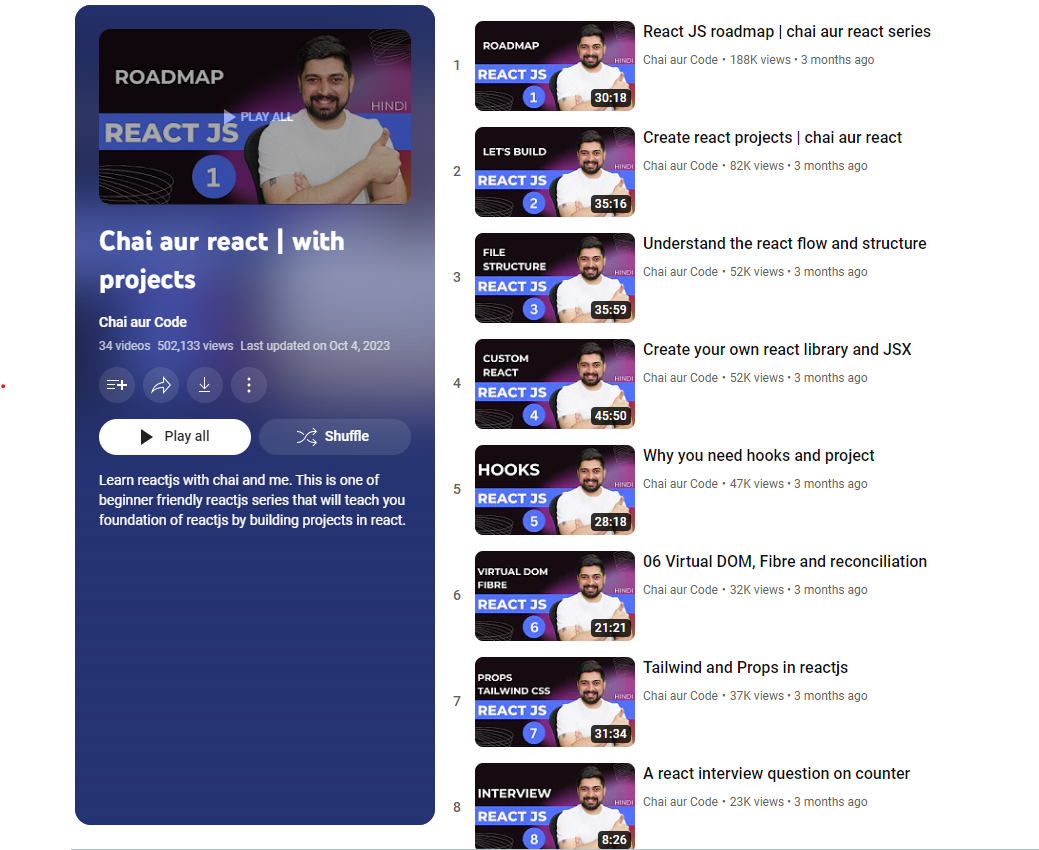 ROADMAP
HINDI
PLAY ALL
REACT JS
1
Chai aur react | with
projects
Chai aur Code
34 videos 502,133 views Last updated on Oct 4, 2023
Play all
Shuffle
Learn reactjs with chai and me. This is one of
beginner friendly reactjs series that will teach you
foundation of reactjs by building projects in react.
1
ROADMAP
HINDI
REACT JS
1
30:18
React JS roadmap | chai aur react series
Chai aur Code • 188K views • 3 months ago
2
LET'S BUILD
HINDI
REACT JS
2
35:16
Create react projects | chai aur react
Chai aur Code • 82K views • 3 months ago
3
FILE
STRUCTURE
HINDI
REACT JS
3
35:59
Understand the react flow and structure
Chai aur Code • 52K views • 3 months ago
4
CUSTOM
REACT
HINDI
REACT JS
4
45:50
Create your own react library and JSX
Chai aur Code • 52K views • 3 months ago
5
HOOKS
HINDI
REACT JS
5
28:18
Why you need hooks and project
Chai aur Code • 47K views • 3 months ago
6
VIRTUAL DOM
FIBRE
HINDI
REACT JS
6
21:21
06 Virtual DOM, Fibre and reconciliation
Chai aur Code • 32K views • 3 months ago
7
PROPS
TAILWIND CSS
HINDI
REACT JS
7
31:34
Tailwind and Props in reactjs
Chai aur Code • 37K views • 3 months ago
8
INTERVIEW
HINDI
REACT JS
8
8:26
A react interview question on counter
Chai aur Code • 23K views • 3 months ago